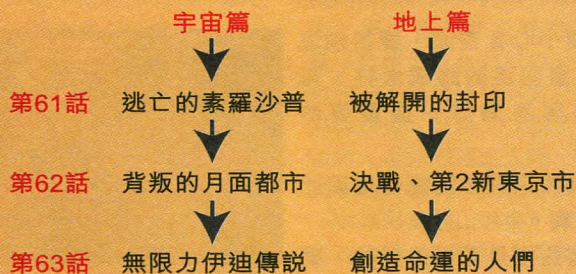 宇宙篇 地上篇
第61話 逃亡的素羅沙普 被解開的封印
第62話 背叛的月面都市 決戰、第2新東京市
第63話 無限力伊迪傳説 創造命運的人們